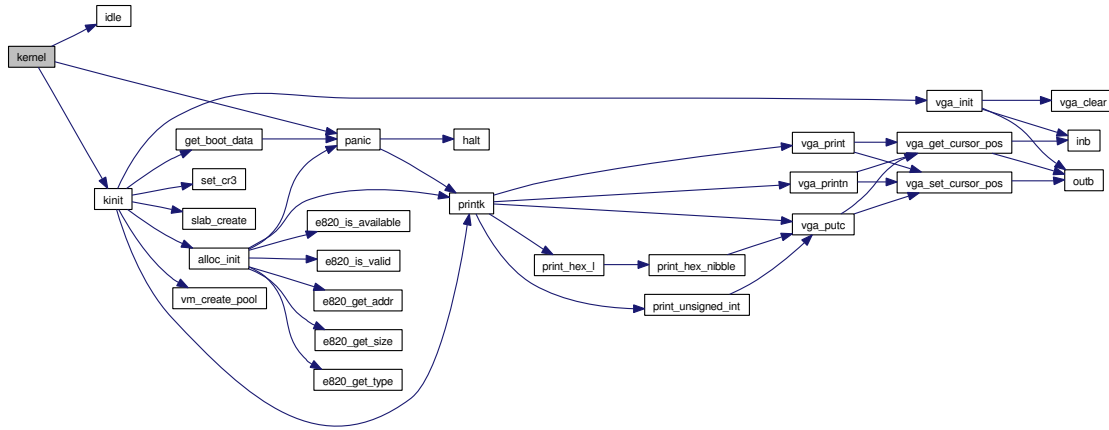 idle
kernel
vga_init
vga_clear
get_boot_data
panic
halt
vga_print
vga_get_cursor_pos
inb
set_cr3
vga_printn
vga_set_cursor_pos
outb
kinit
printk
slab_create
e820_is_available
vga_putc
alloc_init
e820_is_valid
print_hex_l
print_hex_nibble
vm_create_pool
e820_get_addr
print_unsigned_int
e820_get_size
e820_get_type